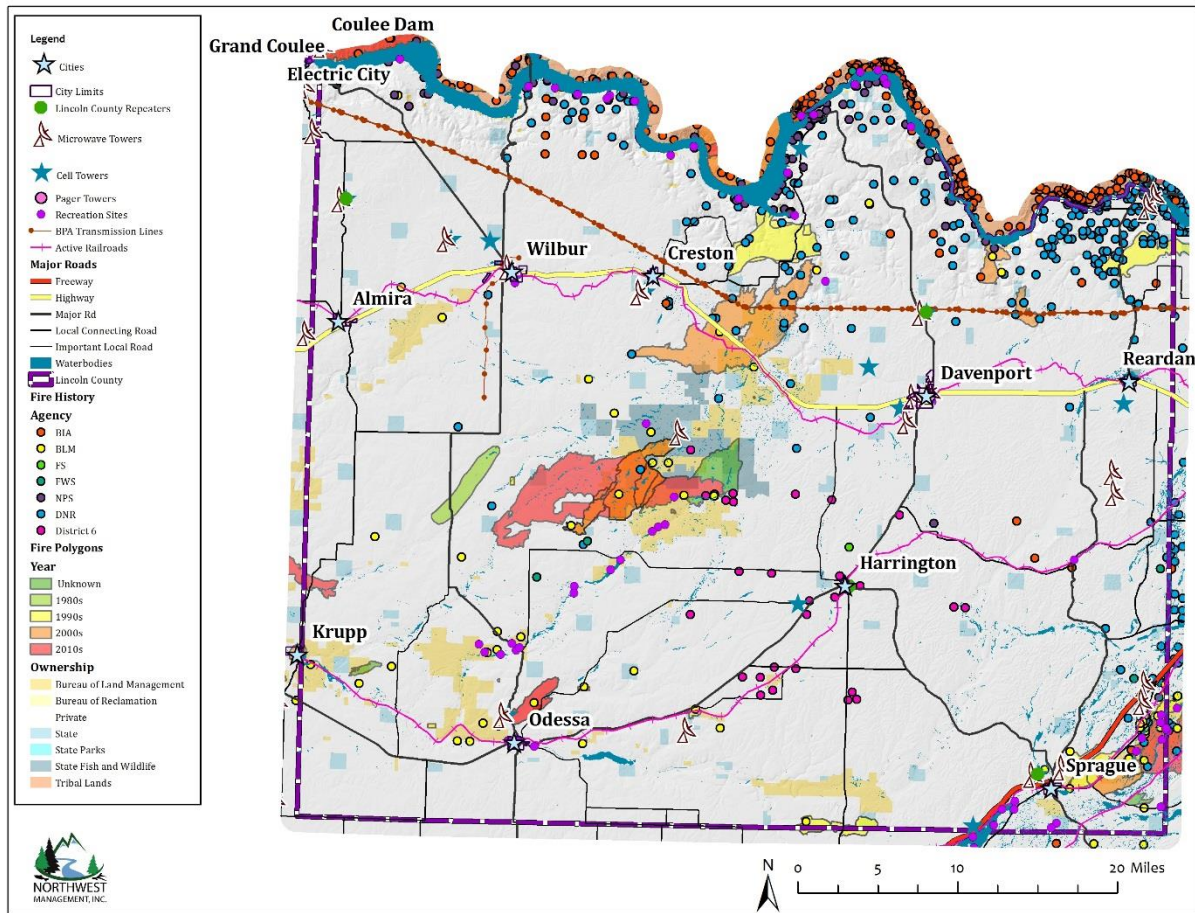 Legend
Cities
City Limits
Lincoln County Repeaters
Microwave Towers
Cell Towers
Pager Towers
Recreation Sites
BPA Transmission Lines
Active Railroads
Major Roads
Freeway
Highway
Major Rd
Local Connecting Road
Important Local Road
Waterbodies
Lincoln County
Fire History
Agency
BIA
BLM
FS
FWS
NPS
DNR
District 6
Fire Polygons
Year
Unknown
1980s
1990s
2000s
2010s
Ownership
Bureau of Land Management
Bureau of Reclamation
Private
State
State Parks
State Fish and Wildlife
Tribal Lands
NORTHWEST
MANAGEMENT, INC.
Coulee Dam
Grand Coulee
Electric City
Wilbur
Creston
Almira
Davenport
Reardan
Harrington
Krupp
Odessa
Sprague
N
0 5 10 20 Miles